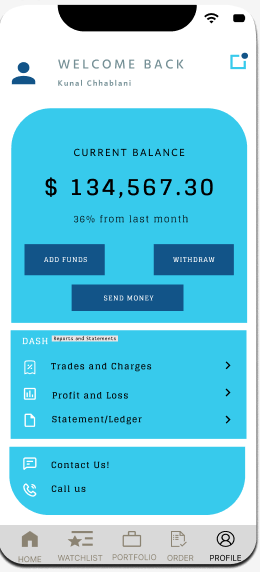 WELCOME BACK
Kunal Chhablani
CURRENT BALANCE
$ 134,567.30
36% from last month
ADD FUNDS WITHDRAW
SEND MONEY
DASH Reports and Statements
Trades and Charges
Profit and Loss
Statement/Ledger
Contact Us!
Call us
HOME WATCHLIST PORTFOLIO ORDER PROFILE